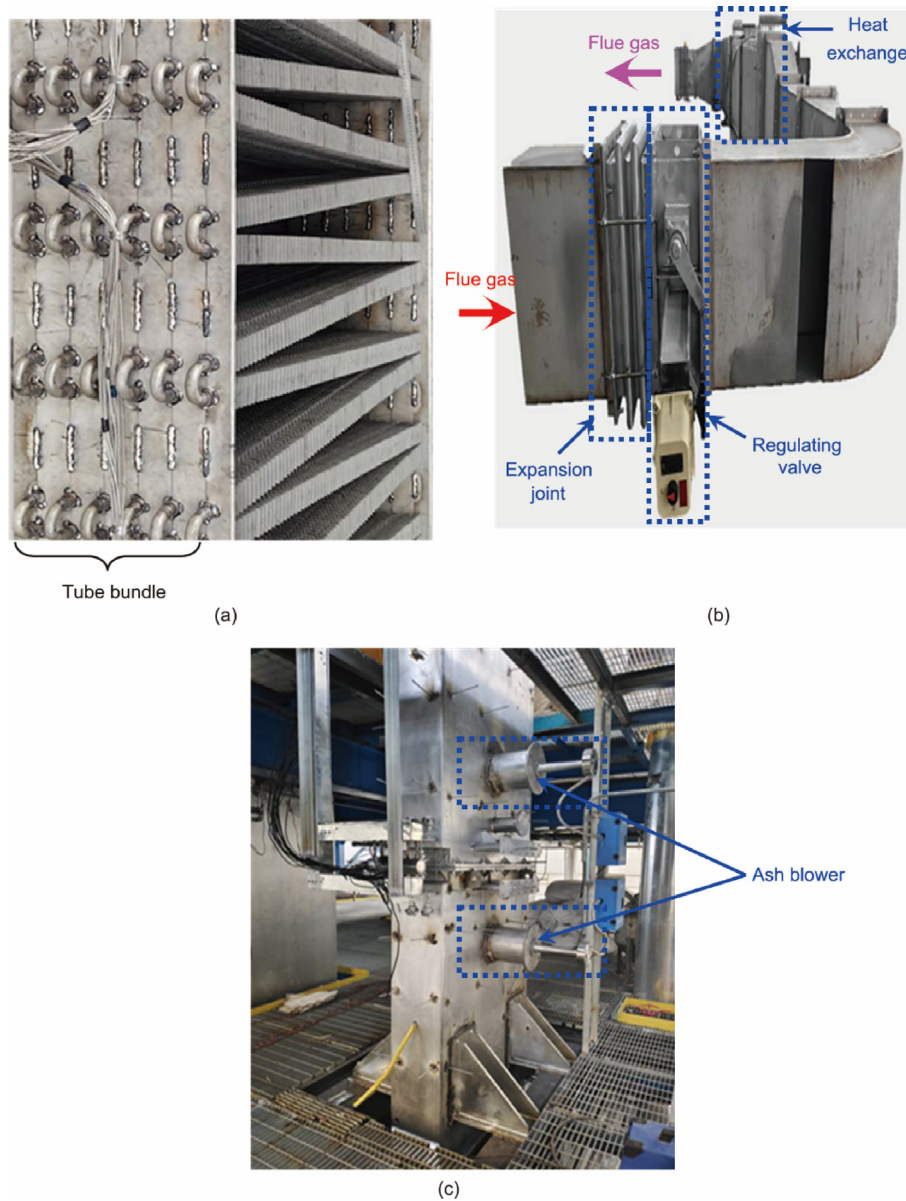 Flue gas
Heat
exchange
Flue gas
Expansion
joint
Regulating
valve
Tube bundle
(a)
(b)
Ash blower
(c)